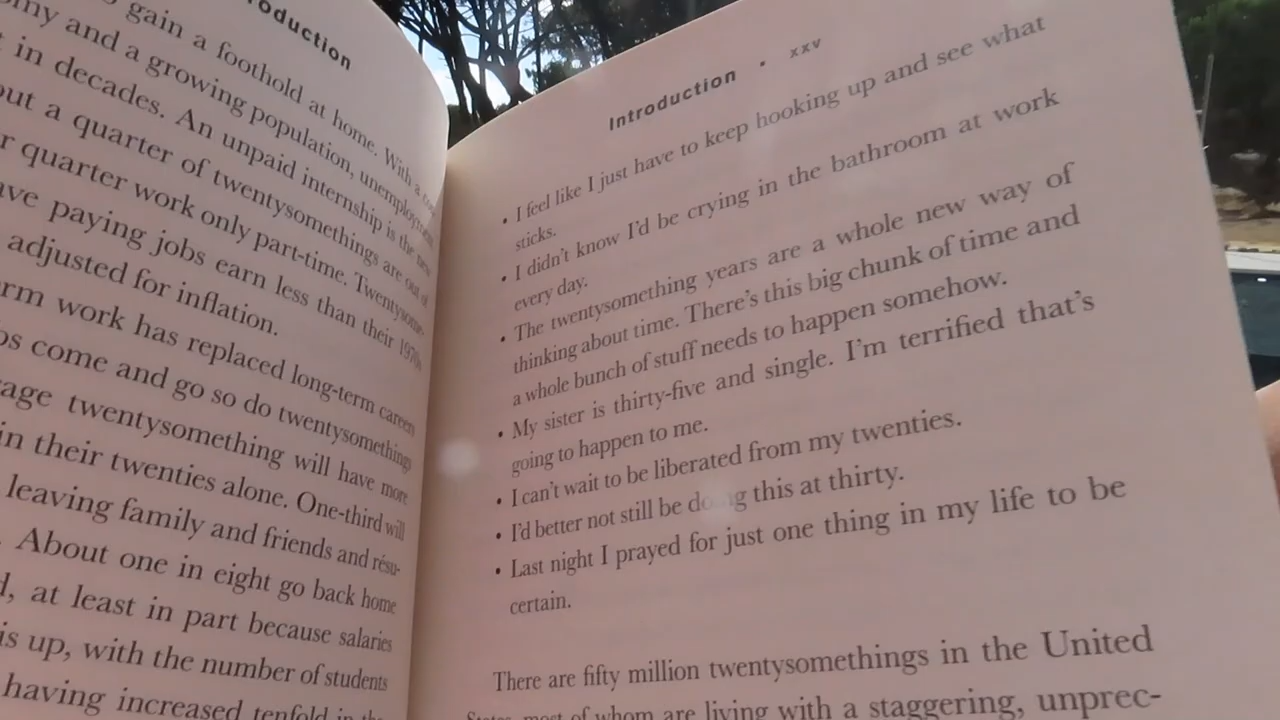 roduction
gain a foothold at home. With a
and a growing population, unemployment
in decades. An unpaid internship is the new
a quarter of twentysomethings are out of
quarter work only part-time. Twentysome-
paying jobs earn less than their 1970s
adjusted for inflation.
work has replaced long-term careers
come and go so do twentysomethings
twentysomething will have more
in their twenties alone. One-third will
leaving family and friends and résu-
About one in eight go back home
at least in part because salaries
is up, with the number of students
having increased tenfold in the
Introduction • xxv
• I feel like I just have to keep hooking up and see what
sticks.
• I didn't know I'd be crying in the bathroom at work
every day.
• The twentysomething years are a whole new way of
thinking about time. There's this big chunk of time and
a whole bunch of stuff needs to happen somehow.
• My sister is thirty-five and single. I'm terrified that's
going to happen to me.
• I can't wait to be liberated from my twenties.
• I'd better not still be doing this at thirty.
• Last night I prayed for just one thing in my life to be
certain.
There are fifty million twentysomethings in the United
States, most of whom are living with a staggering, unprec-